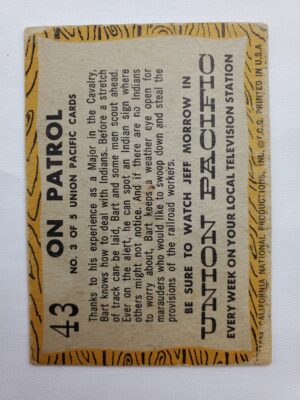 43
ON PATROL
NO. 3 OF 5 UNION PACIFIC CARDS
Thanks to his experience as a Major in the Cavalry,
Bart knows how to deal with Indians. Before a stretch
of track can be laid, Bart and some men scout ahead.
Ever on the alert, he can spot an Indian sign where
others might not notice. And if there are no Indians
to worry about, Bart keeps a weather eye open for
marauders who would like to swoop down and steal the
provisions of the railroad workers.
BE SURE TO WATCH JEFF MORROW IN
UNION PACIFIC
EVERY WEEK ON YOUR LOCAL TELEVISION STATION
CALIFORNIA NATIONAL PRODUCTIONS, INC. © T.C.G. PRINTED IN U.S.A.